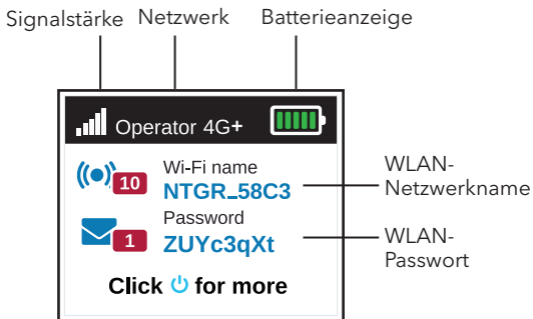 Signalstärke Netzwerk Batterieanzeige
Operator 4G+
10
Wi-Fi name
NTGR_58C3
WLAN-
Netzwerkname
1
Password
ZUYc3qXt
WLAN-
Passwort
Click for more